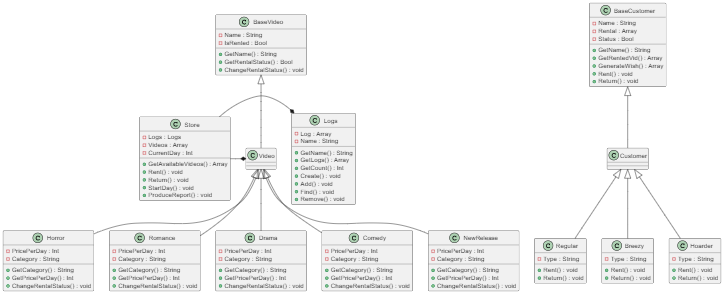 BaseVideo
Name : String
IsRented : Bool
GetName() : String
GetRentalStatus() : Bool
ChangeRentalStatus() : void
BaseCustomer
Name : String
Rental : Array
Status : Bool
GetName() : String
GetRentedVid() : Array
GenerateWish() : Array
Rent() : void
Return() : void
Store
Logs : Logs
Videos : Array
CurrentDay : Int
GetAvailableVideos() : Array
Rent() : void
Return() : void
StartDay() : void
ProduceReport() : void
Logs
Log : Array
Name : String
GetName() : String
GetLogs() : Array
GetCount() : Int
Create() : void
Add() : void
Find() : void
Remove() : void
Video
Customer
Horror
PricePerDay : Int
Category : String
GetCategory() : String
GetPricePerDay() : Int
ChangeRentalStatus() : void
Romance
PricePerDay : Int
Category : String
GetCategory() : String
GetPricePerDay() : Int
ChangeRentalStatus() : void
Drama
PricePerDay : Int
Category : String
GetCategory() : String
GetPricePerDay() : Int
ChangeRentalStatus() : void
Comedy
PricePerDay : Int
Category : String
GetCategory() : String
GetPricePerDay() : Int
ChangeRentalStatus() : void
NewRelease
PricePerDay : Int
Category : String
GetCategory() : String
GetPricePerDay() : Int
ChangeRentalStatus() : void
Regular
Type : String
Rent() : void
Return() : void
Breezy
Type : String
Rent() : void
Return() : void
Hoarder
Type : String
Rent() : void
Return() : void